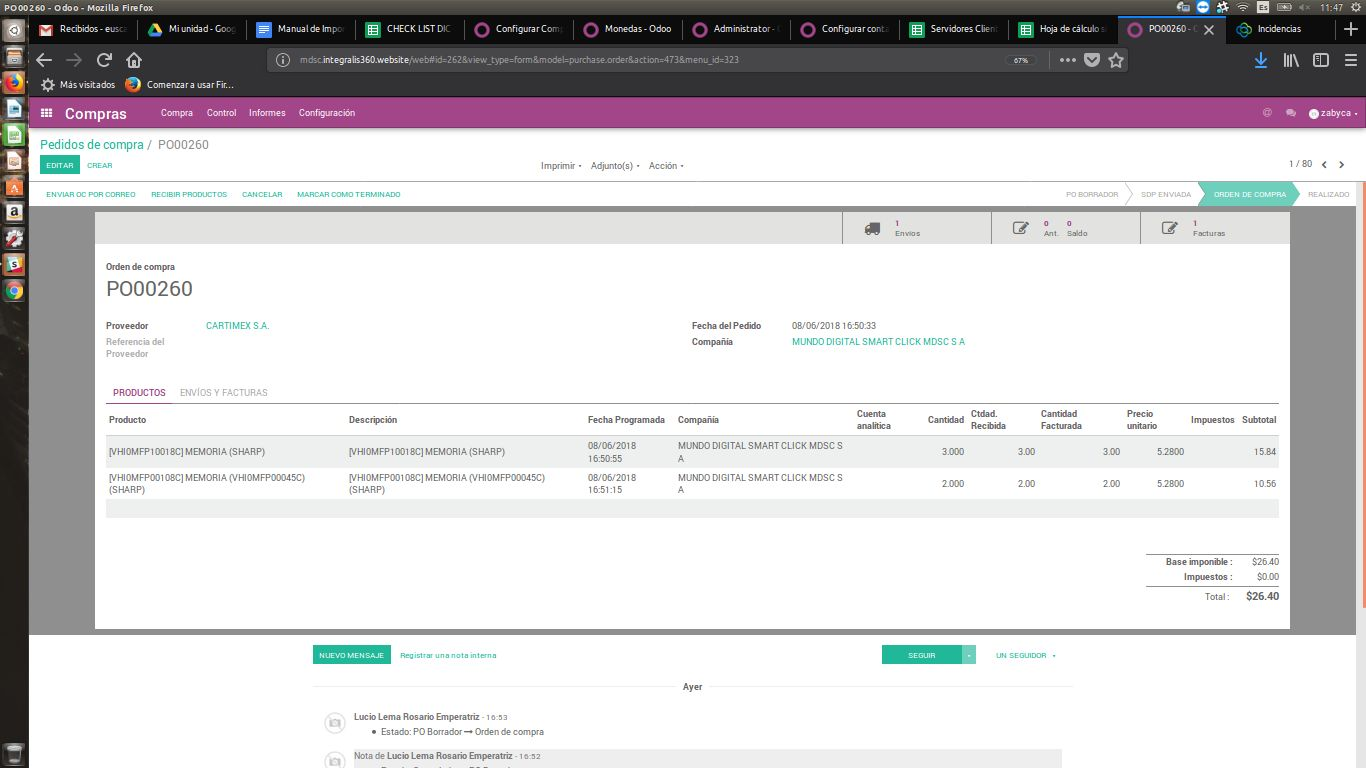 PO00260 - Odoo - Mozilla Firefox
Es
11:47
Recibidos - eusca
Mi unidad - Goog
Manual de Impor
CHECK LIST DIC
Configurar Comp
Monedas - Odoo
Administrator - O
Configurar conta
Servidores Client
Hoja de cálculo s
PO00260 - O
Incidencias
mdsc.integralis360.website/web#id=262&view_type=form&model=purchase.order&action=473&menu_id=323
67%
Más visitados
Comenzar a usar Fir...
Compras
Compra
Control
Informes
Configuración
@
zabyca
Pedidos de compra / PO00260
EDITAR
CREAR
Imprimir
Adjunto(s)
Acción
1 / 80
ENVIAR OC POR CORREO
RECIBIR PRODUCTOS
CANCELAR
MARCAR COMO TERMINADO
PO BORRADOR
SDP ENVIADA
ORDEN DE COMPRA
REALIZADO
1
Envíos
0 0
Ant. Saldo
1
Facturas
Orden de compra
PO00260
Proveedor CARTIMEX S.A.
Referencia del
Proveedor
Fecha del Pedido 08/06/2018 16:50:33
Compañía MUNDO DIGITAL SMART CLICK MDSC S A
PRODUCTOS
ENVÍOS Y FACTURAS
Producto Descripción Fecha Programada Compañía Cuenta analítica Cantidad Ctdad. Recibida Cantidad Facturada Precio unitario Impuestos Subtotal
[VHI0MFP10018C] MEMORIA (SHARP) [VHI0MFP10018C] MEMORIA (SHARP) 08/06/2018 16:50:55 MUNDO DIGITAL SMART CLICK MDSC S A 3.000 3.00 3.00 5.2800 15.84
[VHI0MFP00108C] MEMORIA (VHI0MFP00045C) (SHARP) [VHI0MFP00108C] MEMORIA (VHI0MFP00045C) (SHARP) 08/06/2018 16:51:15 MUNDO DIGITAL SMART CLICK MDSC S A 2.000 2.00 2.00 5.2800 10.56
Base imponible : $26.40
Impuestos : $0.00
Total : $26.40
NUEVO MENSAJE
Registrar una nota interna
SEGUIR
UN SEGUIDOR
Ayer
Lucio Lema Rosario Emperatriz - 16:53
• Estado: PO Borrador → Orden de compra
Nota de Lucio Lema Rosario Emperatriz - 16:52